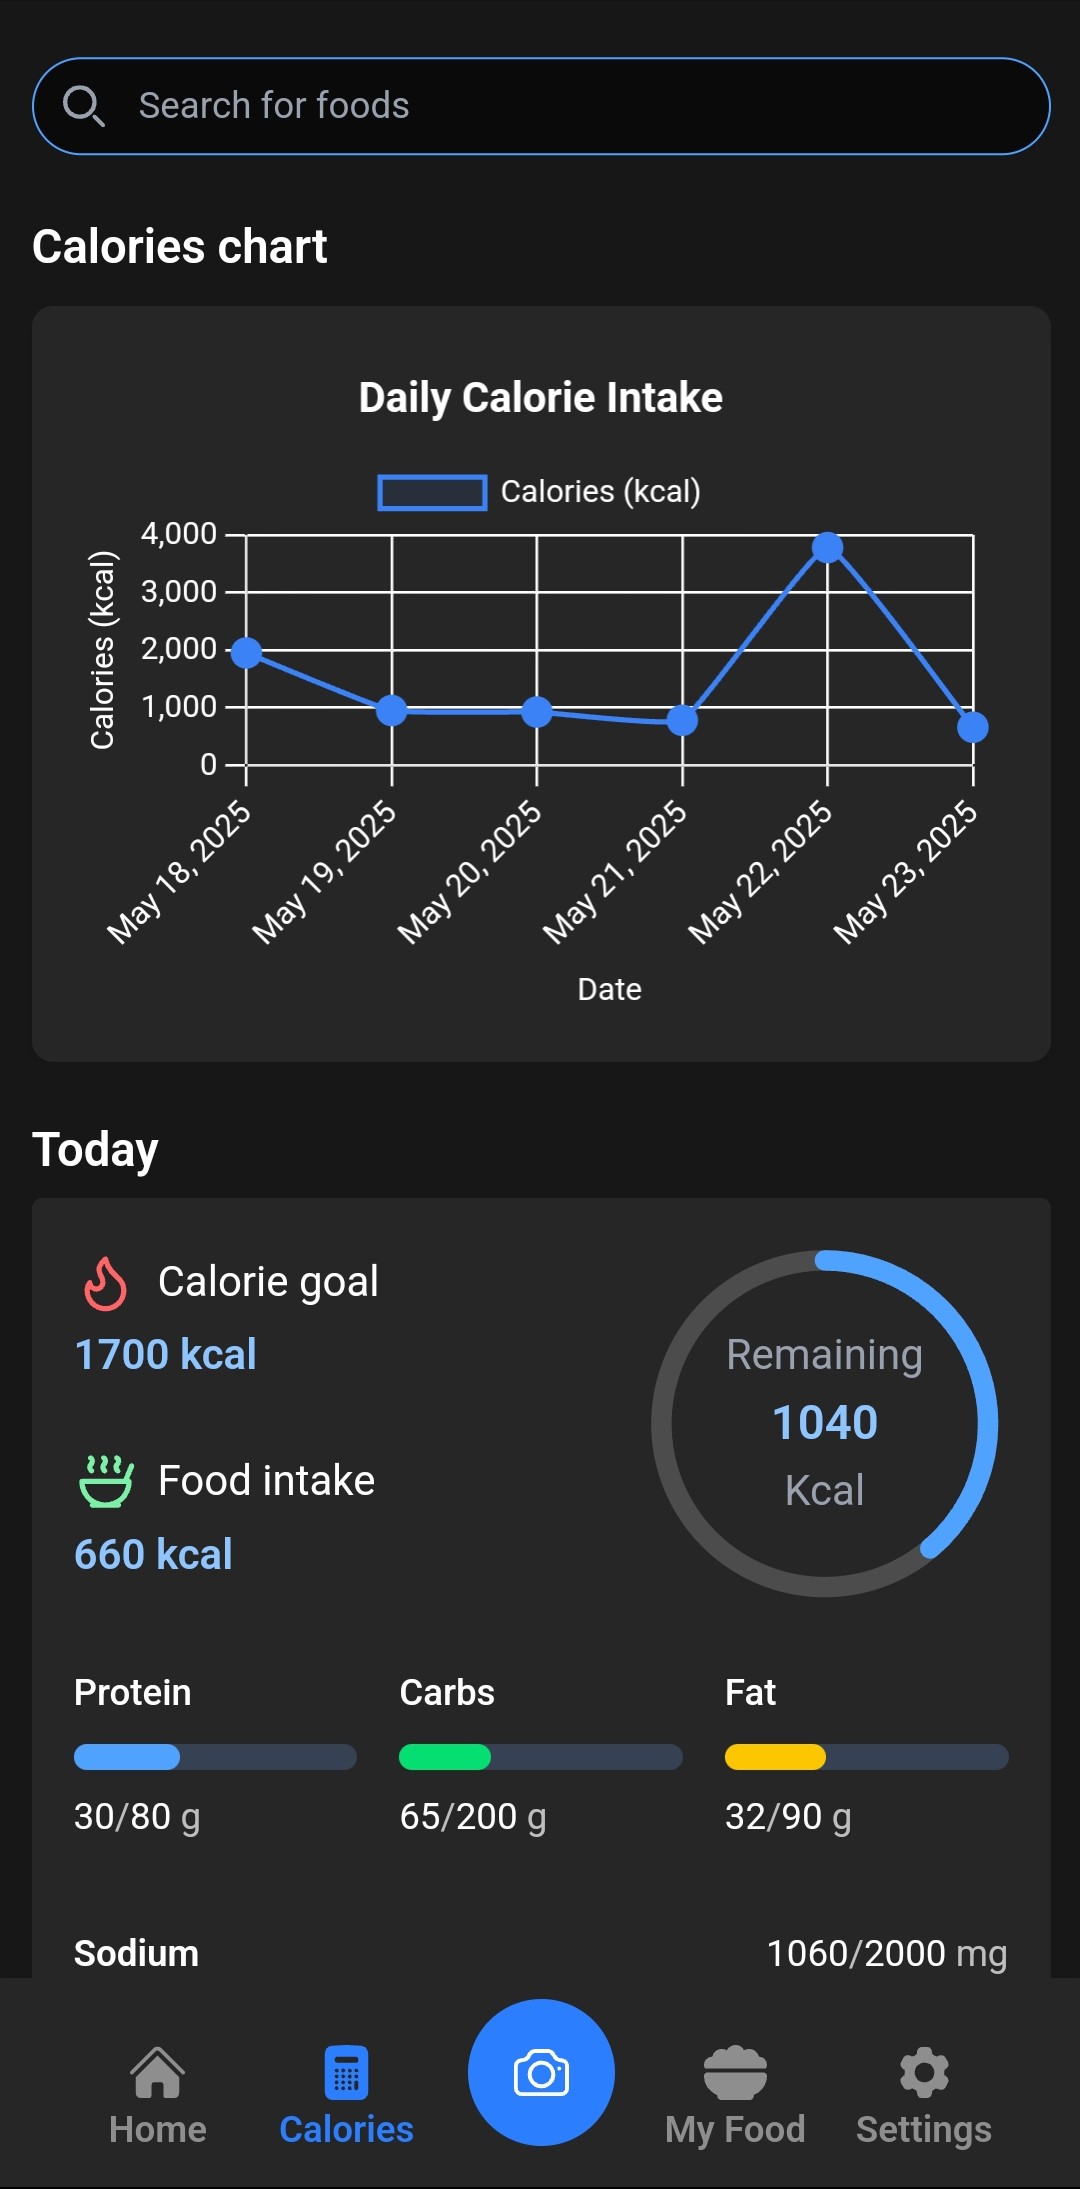 Search for foods
Calories chart
Daily Calorie Intake
Calories (kcal)
Calories (kcal)
4,000
3,000
2,000
1,000
0
May 18, 2025
May 19, 2025
May 20, 2025
May 21, 2025
May 22, 2025
May 23, 2025
Date
Today
Calorie goal
1700 kcal
Food intake
660 kcal
Remaining
1040
Kcal
Protein
30/80 g
Carbs
65/200 g
Fat
32/90 g
Sodium 1060/2000 mg
Home
Calories
My Food
Settings